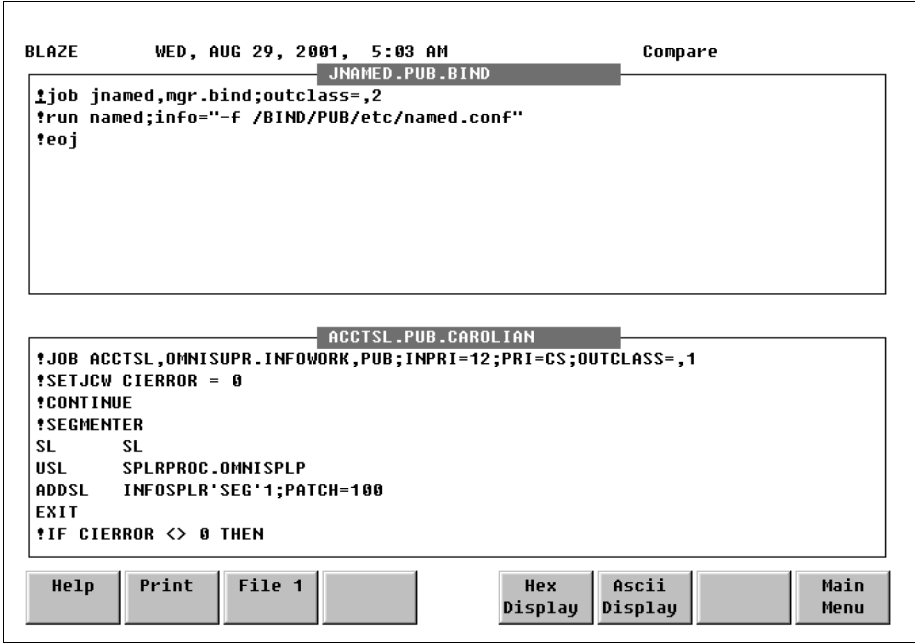 BLAZE WED, AUG 29, 2001, 5:03 AM Compare
JNAMED.PUB.BIND
!job jnamed,mgr.bind;outclass=,2
!run named;info="-f /BIND/PUB/etc/named.conf"
!eoj
ACCTSL.PUB.CAROLIAN
!JOB ACCTSL,OMNISUPR.INFOWORK,PUB;INPRI=12;PRI=CS;OUTCLASS=,1
!SETJCW CIERROR = 0
!CONTINUE
!SEGMENTER
SL SL
USL SPLRPROC.OMNISPLP
ADDSL INFOSPLR'SEG'1;PATCH=100
EXIT
!IF CIERROR <> 0 THEN
Help Print File 1 Hex Ascii Main
Display Display Menu